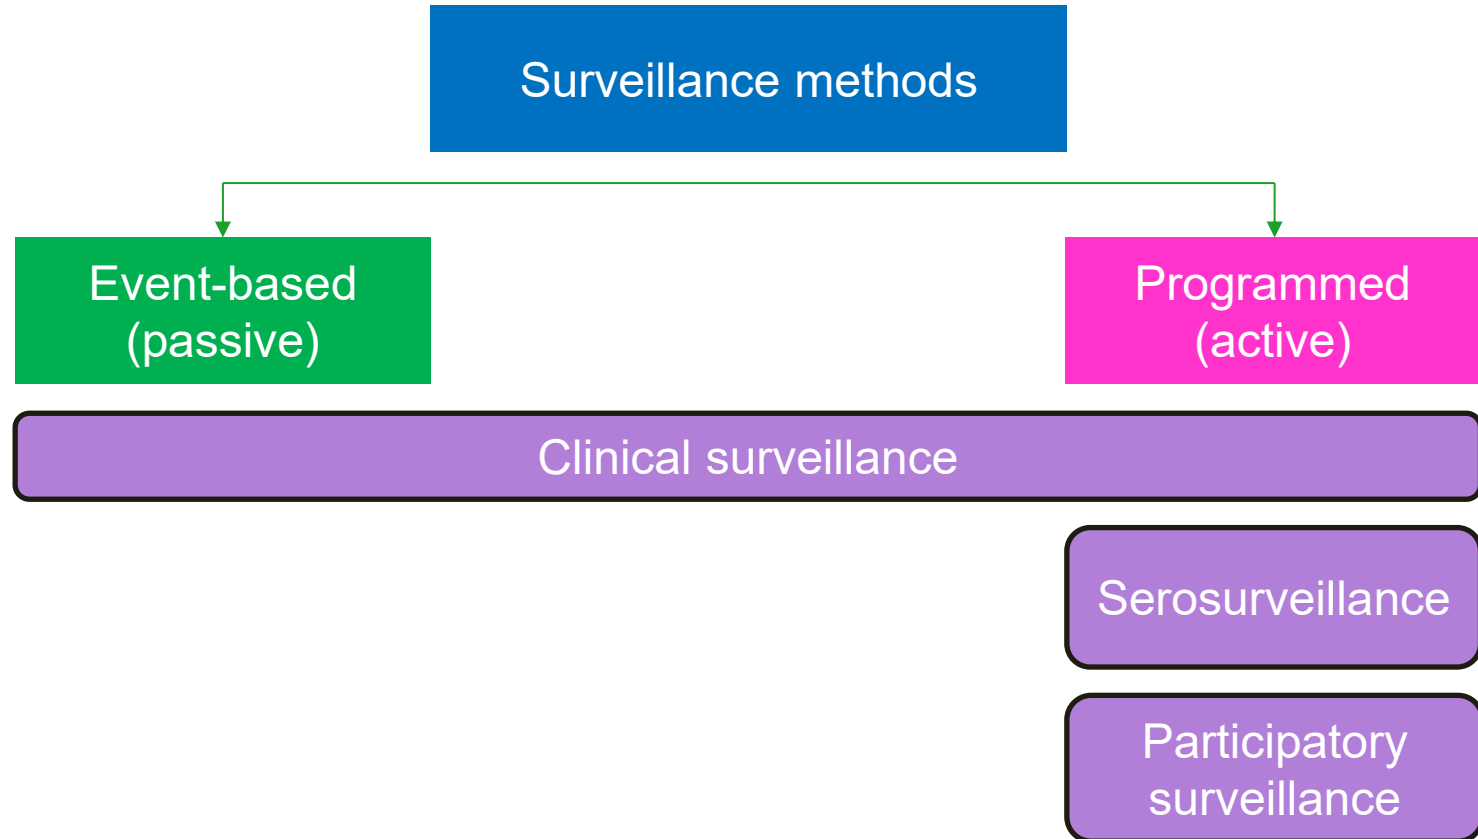 Surveillance methods
Event-based
(passive)
Programmed
(active)
Clinical surveillance
Serosurveillance
Participatory
surveillance